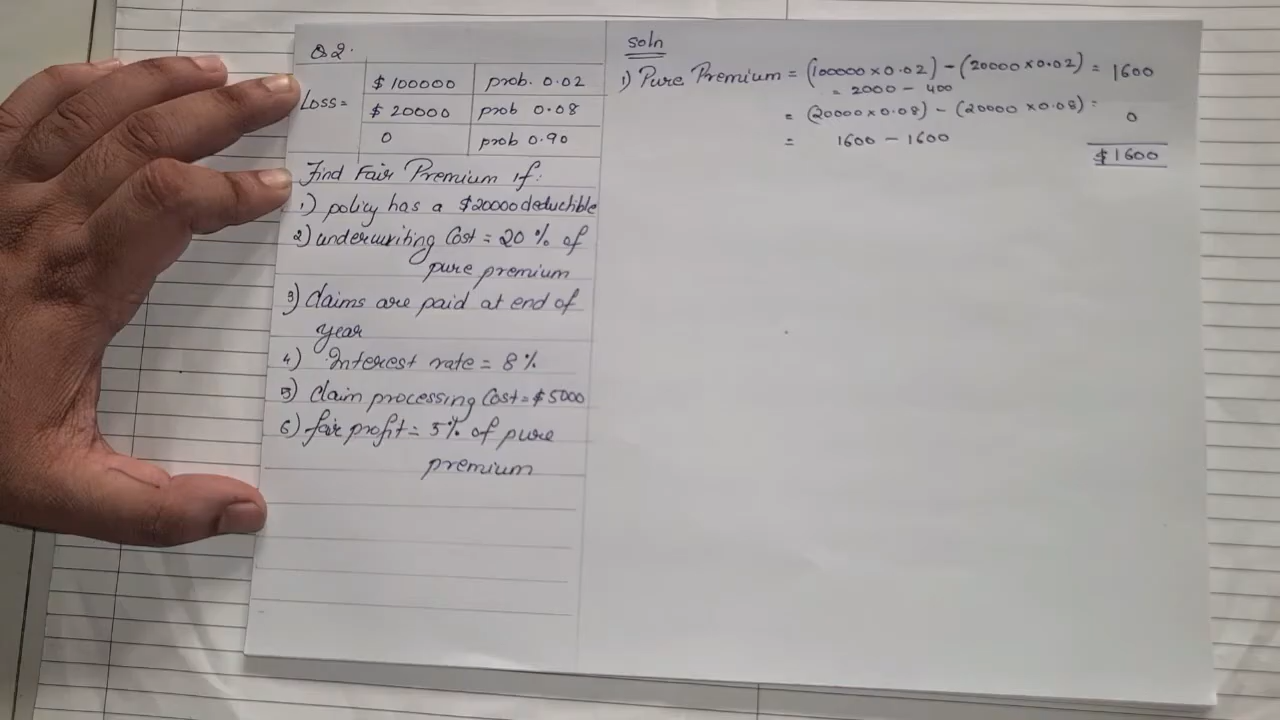 Q2.
Loss =
$ 100000 prob. 0.02
$ 20000 prob 0.08
0 prob 0.90
Find Fair Premium if:
1) policy has a $20000 deductible
2) underwriting Cost = 20 % of
pure premium
3) Claims are paid at end of
year
4) Interest rate = 8 %
5) Claim processing Cost = $ 5000
6) fair profit = 5% of pure
premium
Soln
1) Pure Premium = (100000 x 0.02) - (20000 x 0.02) = 1600
= 2000 - 400
= (20000 x 0.08) - (20000 x 0.08) = 0
= 1600 - 1600
$ 1600